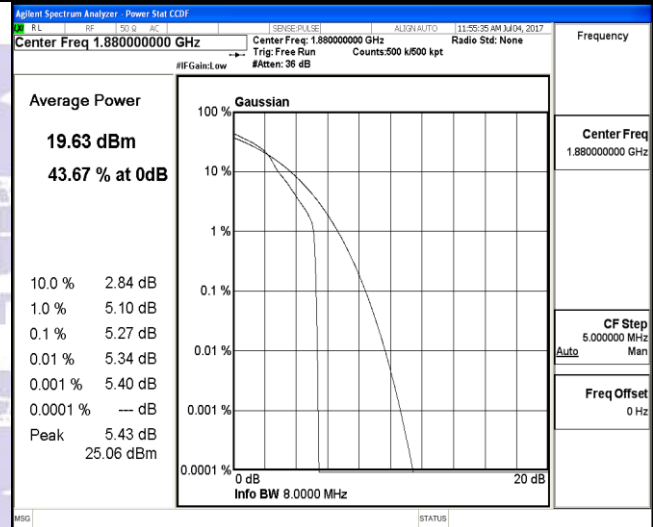 Agilent Spectrum Analyzer - Power Stat CCDF
RL RF 50 Ω AC SENSE:PULSE ALIGN AUTO 11:55:35 AM Jul 04, 2017
Center Freq 1.880000000 GHz
Center Freq: 1.880000000 GHz Radio Std: None
Trig: Free Run Counts:500 k/500 kpt
#IFGain:Low #Atten: 36 dB
Frequency
Average Power
19.63 dBm
43.67 % at 0dB
10.0 % 2.84 dB
1.0 % 5.10 dB
0.1 % 5.27 dB
0.01 % 5.34 dB
0.001 % 5.40 dB
0.0001 % --- dB
Peak 5.43 dB
25.06 dBm
Gaussian
100 %
10 %
1 %
0.1 %
0.01 %
0.001 %
0.0001 %
0 dB 20 dB
Info BW 8.0000 MHz
Center Freq
1.880000000 GHz
CF Step
5.000000 MHz
Auto Man
Freq Offset
0 Hz
MSG STATUS